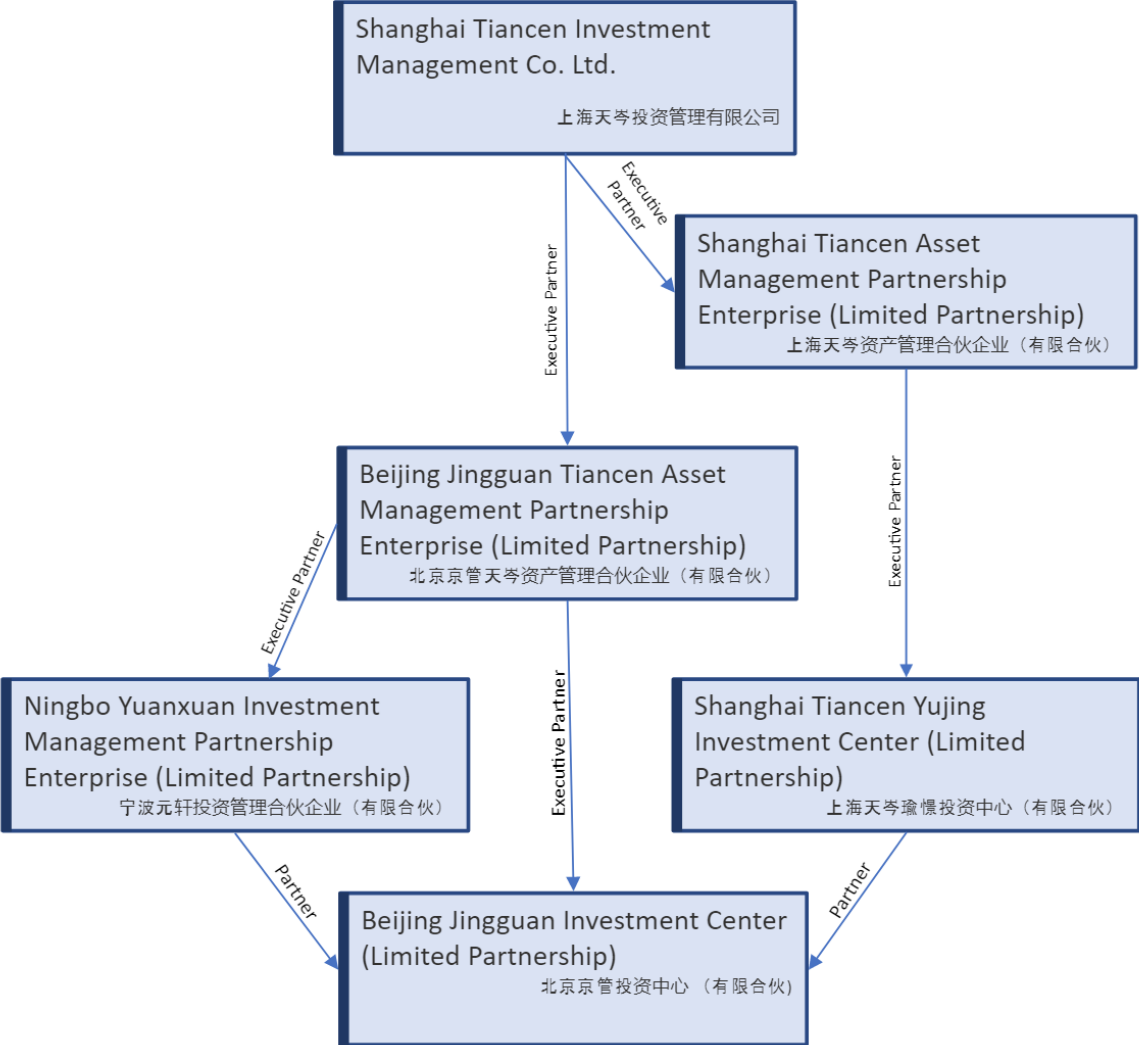 Shanghai Tiancen Investment
Management Co. Ltd.
上海天岑投资管理有限公司
Executive
Partner
Shanghai Tiancen Asset
Management Partnership
Enterprise (Limited Partnership)
上海天岑资产管理合伙企业（有限合伙）
Executive Partner
Beijing Jingguan Tiancen Asset
Management Partnership
Enterprise (Limited Partnership)
北京京管天岑资产管理合伙企业（有限合伙）
Executive Partner
Executive Partner
Executive Partner
Ningbo Yuanxuan Investment
Management Partnership
Enterprise (Limited Partnership)
宁波元轩投资管理合伙企业（有限合伙）
Shanghai Tiancen Yujing
Investment Center (Limited
Partnership)
上海天岑瑜憬投资中心（有限合伙）
Partner
Partner
Beijing Jingguan Investment Center
(Limited Partnership)
北京京管投资中心 （有限合伙)